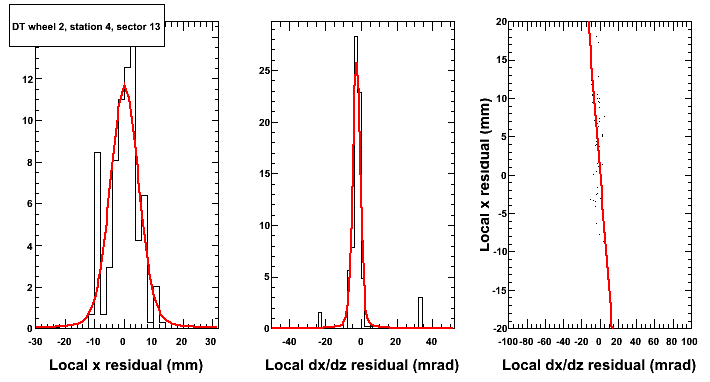 DT wheel 2, station 4, sector 13
12
10
8
6
4
2
0
-30 -20 -10 0 10 20 30
Local x residual (mm)
25
20
15
10
5
0
-40 -20 0 20 40
Local dx/dz residual (mrad)
Local x residual (mm)
20
15
10
5
0
-5
-10
-15
-20
-100 -80 -60 -40 -20 0 20 40 60 80 100
Local dx/dz residual (mrad)